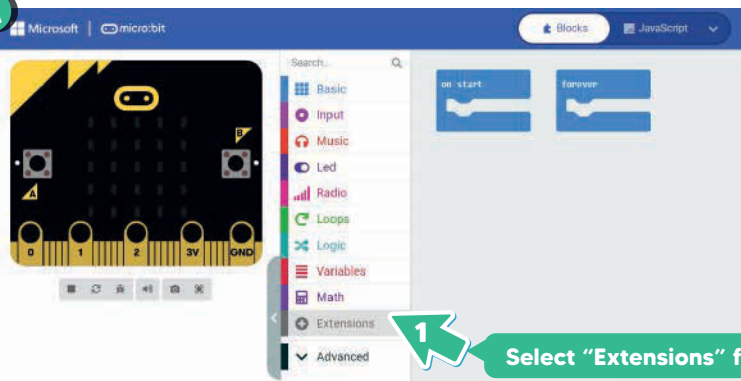 Microsoft | micro:bit
Blocks
JavaScript
Search...
Basic
Input
Music
Led
Radio
Loops
Logic
Variables
Math
Extensions
Advanced
on start
forever
B
A
0 1 2 3V GND
1
Select “Extensions” f